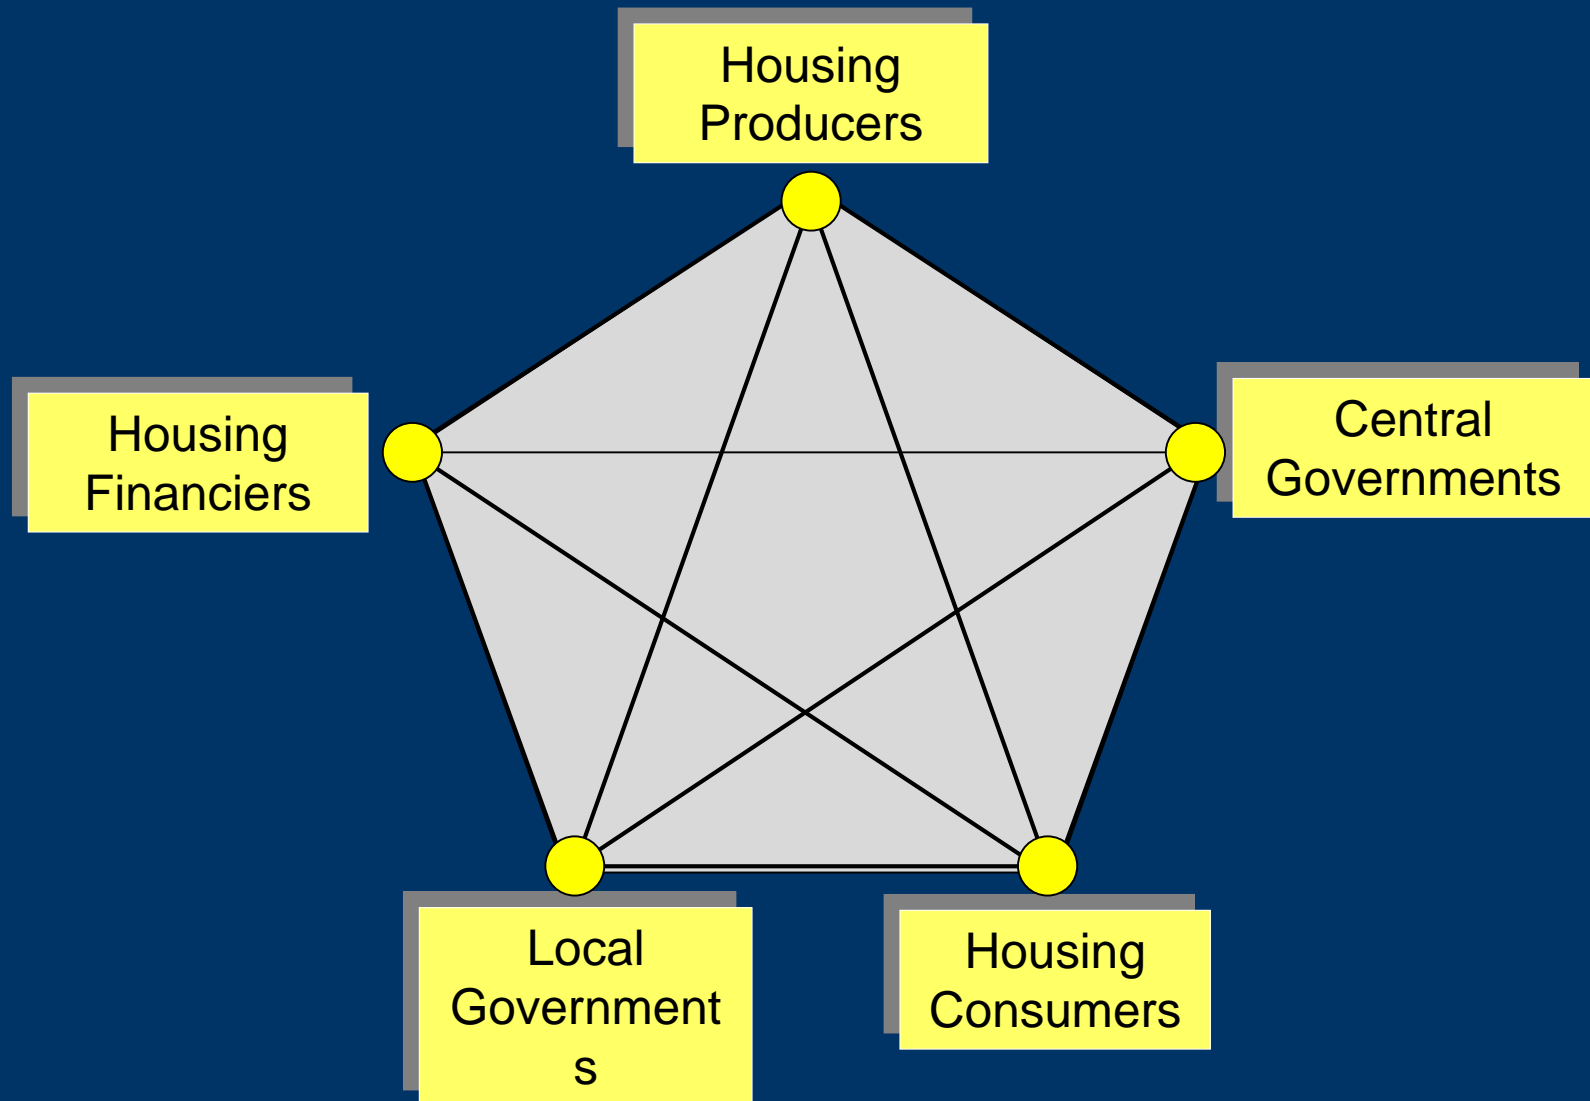 Housing
Producers
Housing
Financiers
Central
Governments
Local
Government
s
Housing
Consumers